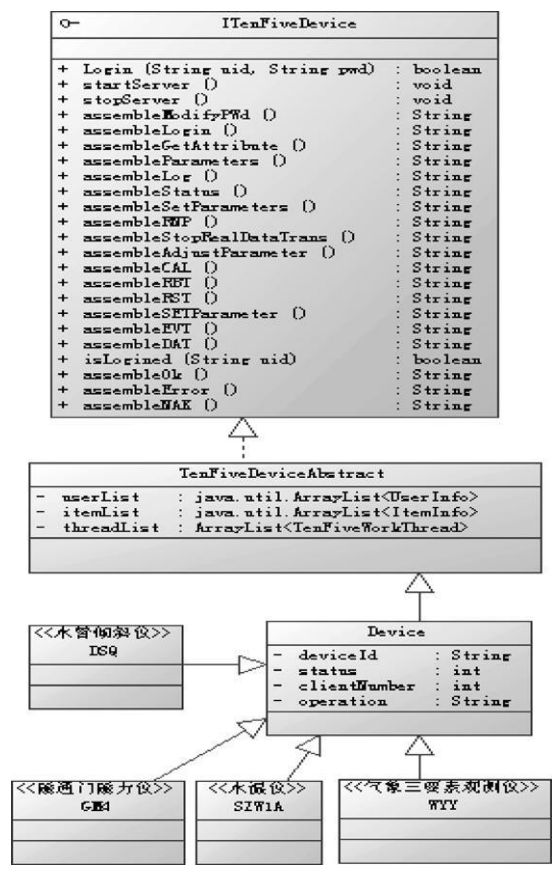 ITenFiveDevice
+ Login (String uid, String pwd) : boolean
+ startServer () : void
+ stopServer () : void
+ assembleModifyPWd () : String
+ assembleLogin () : String
+ assembleGetAttribute () : String
+ assembleParameters () : String
+ assembleLog () : String
+ assembleStatus () : String
+ assembleSetParameters () : String
+ assembleRWP () : String
+ assembleStopRealDataTrans () : String
+ assembleAdjustParameter () : String
+ assembleCAL () : String
+ assembleRBT () : String
+ assembleRST () : String
+ assembleSETParameter () : String
+ assembleEVT () : String
+ assembleDAT () : String
+ isLogined (String uid) : boolean
+ assembleOk () : String
+ assembleError () : String
+ assembleNAK () : String
TenFiveDeviceAbstract
- userList : java.util.ArrayList<UserInfo>
- itemList : java.util.ArrayList<ItemInfo>
- threadList : ArrayList<TenFiveWorkThread>
<<水管倾斜仪>>
DSQ
Device
- deviceId : String
- status : int
- clientNumber : int
- operation : String
<<磁通门磁力仪>>
GM4
<<水温仪>>
SZW1A
<<气象三要素观测仪>>
WYY